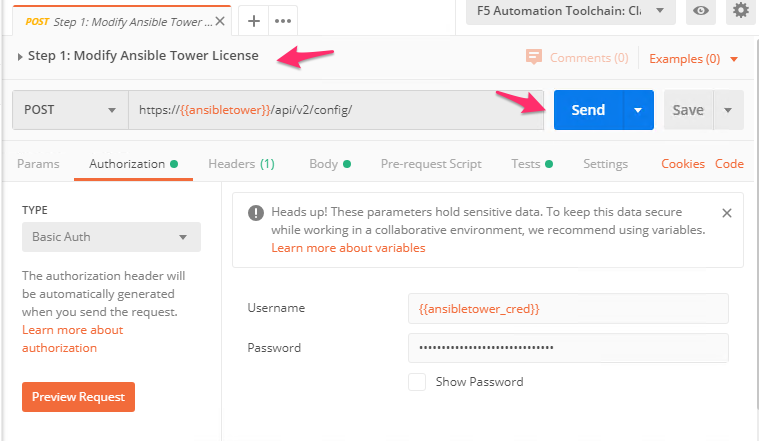 POST Step 1: Modify Ansible Tower ...
F5 Automation Toolchain: Cl
Step 1: Modify Ansible Tower License
Comments (0)
Examples (0)
POST
https://{{ansibletower}}/api/v2/config/
Send
Save
Params
Authorization
Headers (1)
Body
Pre-request Script
Tests
Settings
Cookies
Code
TYPE
Basic Auth
The authorization header will
be automatically generated
when you send the request.
Learn more about
authorization
Preview Request
Heads up! These parameters hold sensitive data. To keep this data secure
while working in a collaborative environment, we recommend using variables.
Learn more about variables
Username
{{ansibletower_cred}}
Password
Show Password